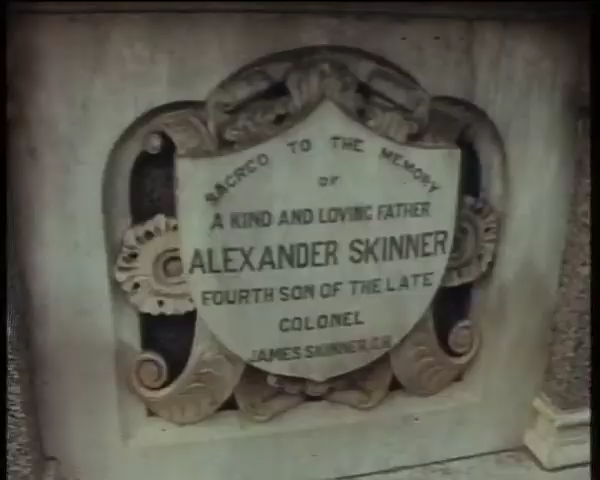 SACRED TO THE MEMORY
OF
A KIND AND LOVING FATHER
ALEXANDER SKINNER
FOURTH SON OF THE LATE
COLONEL
JAMES SKINNER, C.B.